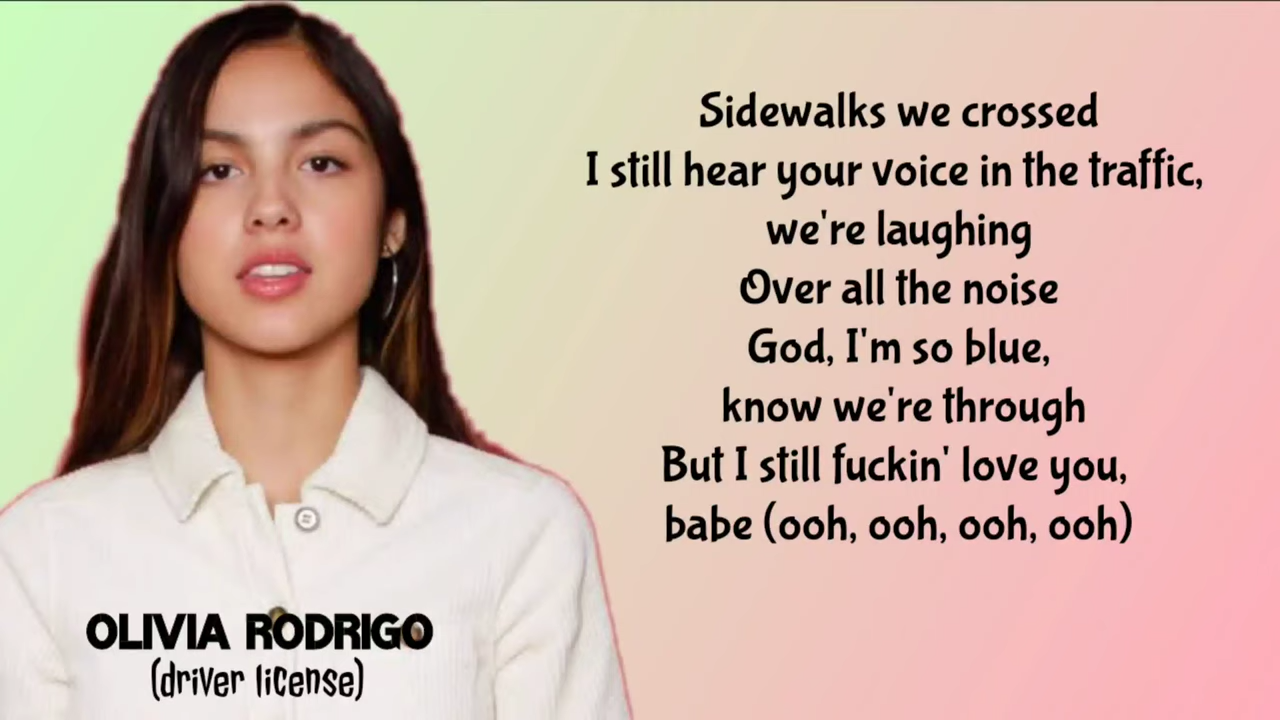 Sidewalks we crossed
I still hear your voice in the traffic,
we're laughing
Over all the noise
God, I'm so blue,
know we're through
But I still fuckin' love you,
babe (ooh, ooh, ooh, ooh)
OLIVIA RODRIGO
(driver license)